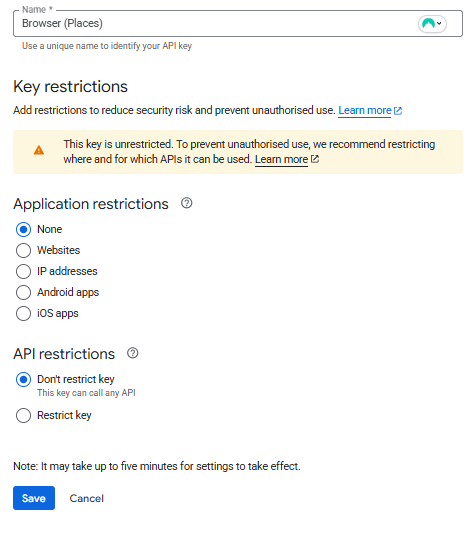 Name *
Browser (Places)
Use a unique name to identify your API key
Key restrictions
Add restrictions to reduce security risk and prevent unauthorised use. Learn more
This key is unrestricted. To prevent unauthorised use, we recommend restricting
where and for which APIs it can be used. Learn more
Application restrictions
None
Websites
IP addresses
Android apps
iOS apps
API restrictions
Don't restrict key
This key can call any API
Restrict key
Note: It may take up to five minutes for settings to take effect.
Save Cancel